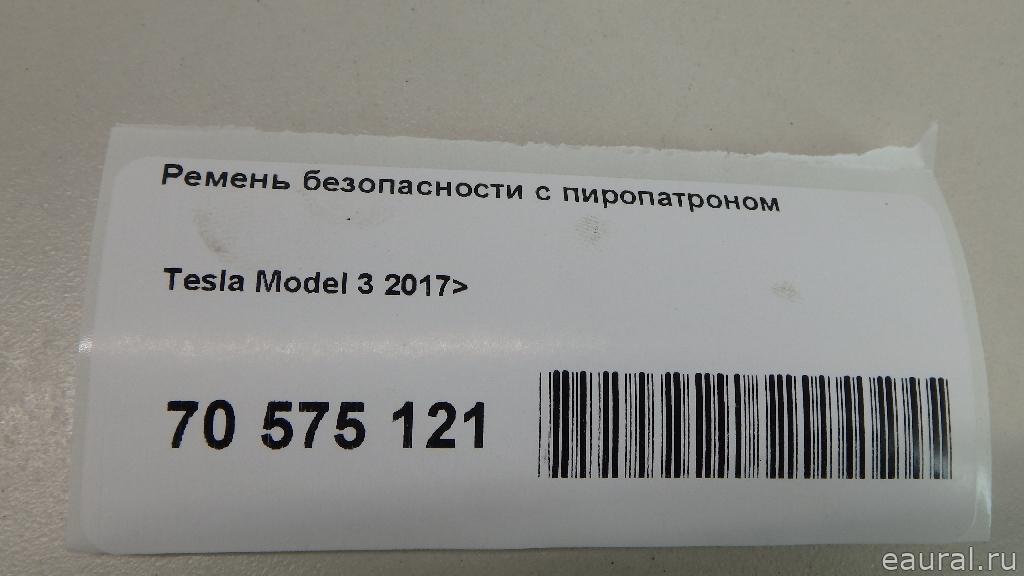 Ремень безопасности с пиропатроном
Tesla Model 3 2017>
70 575 121
eaural.ru